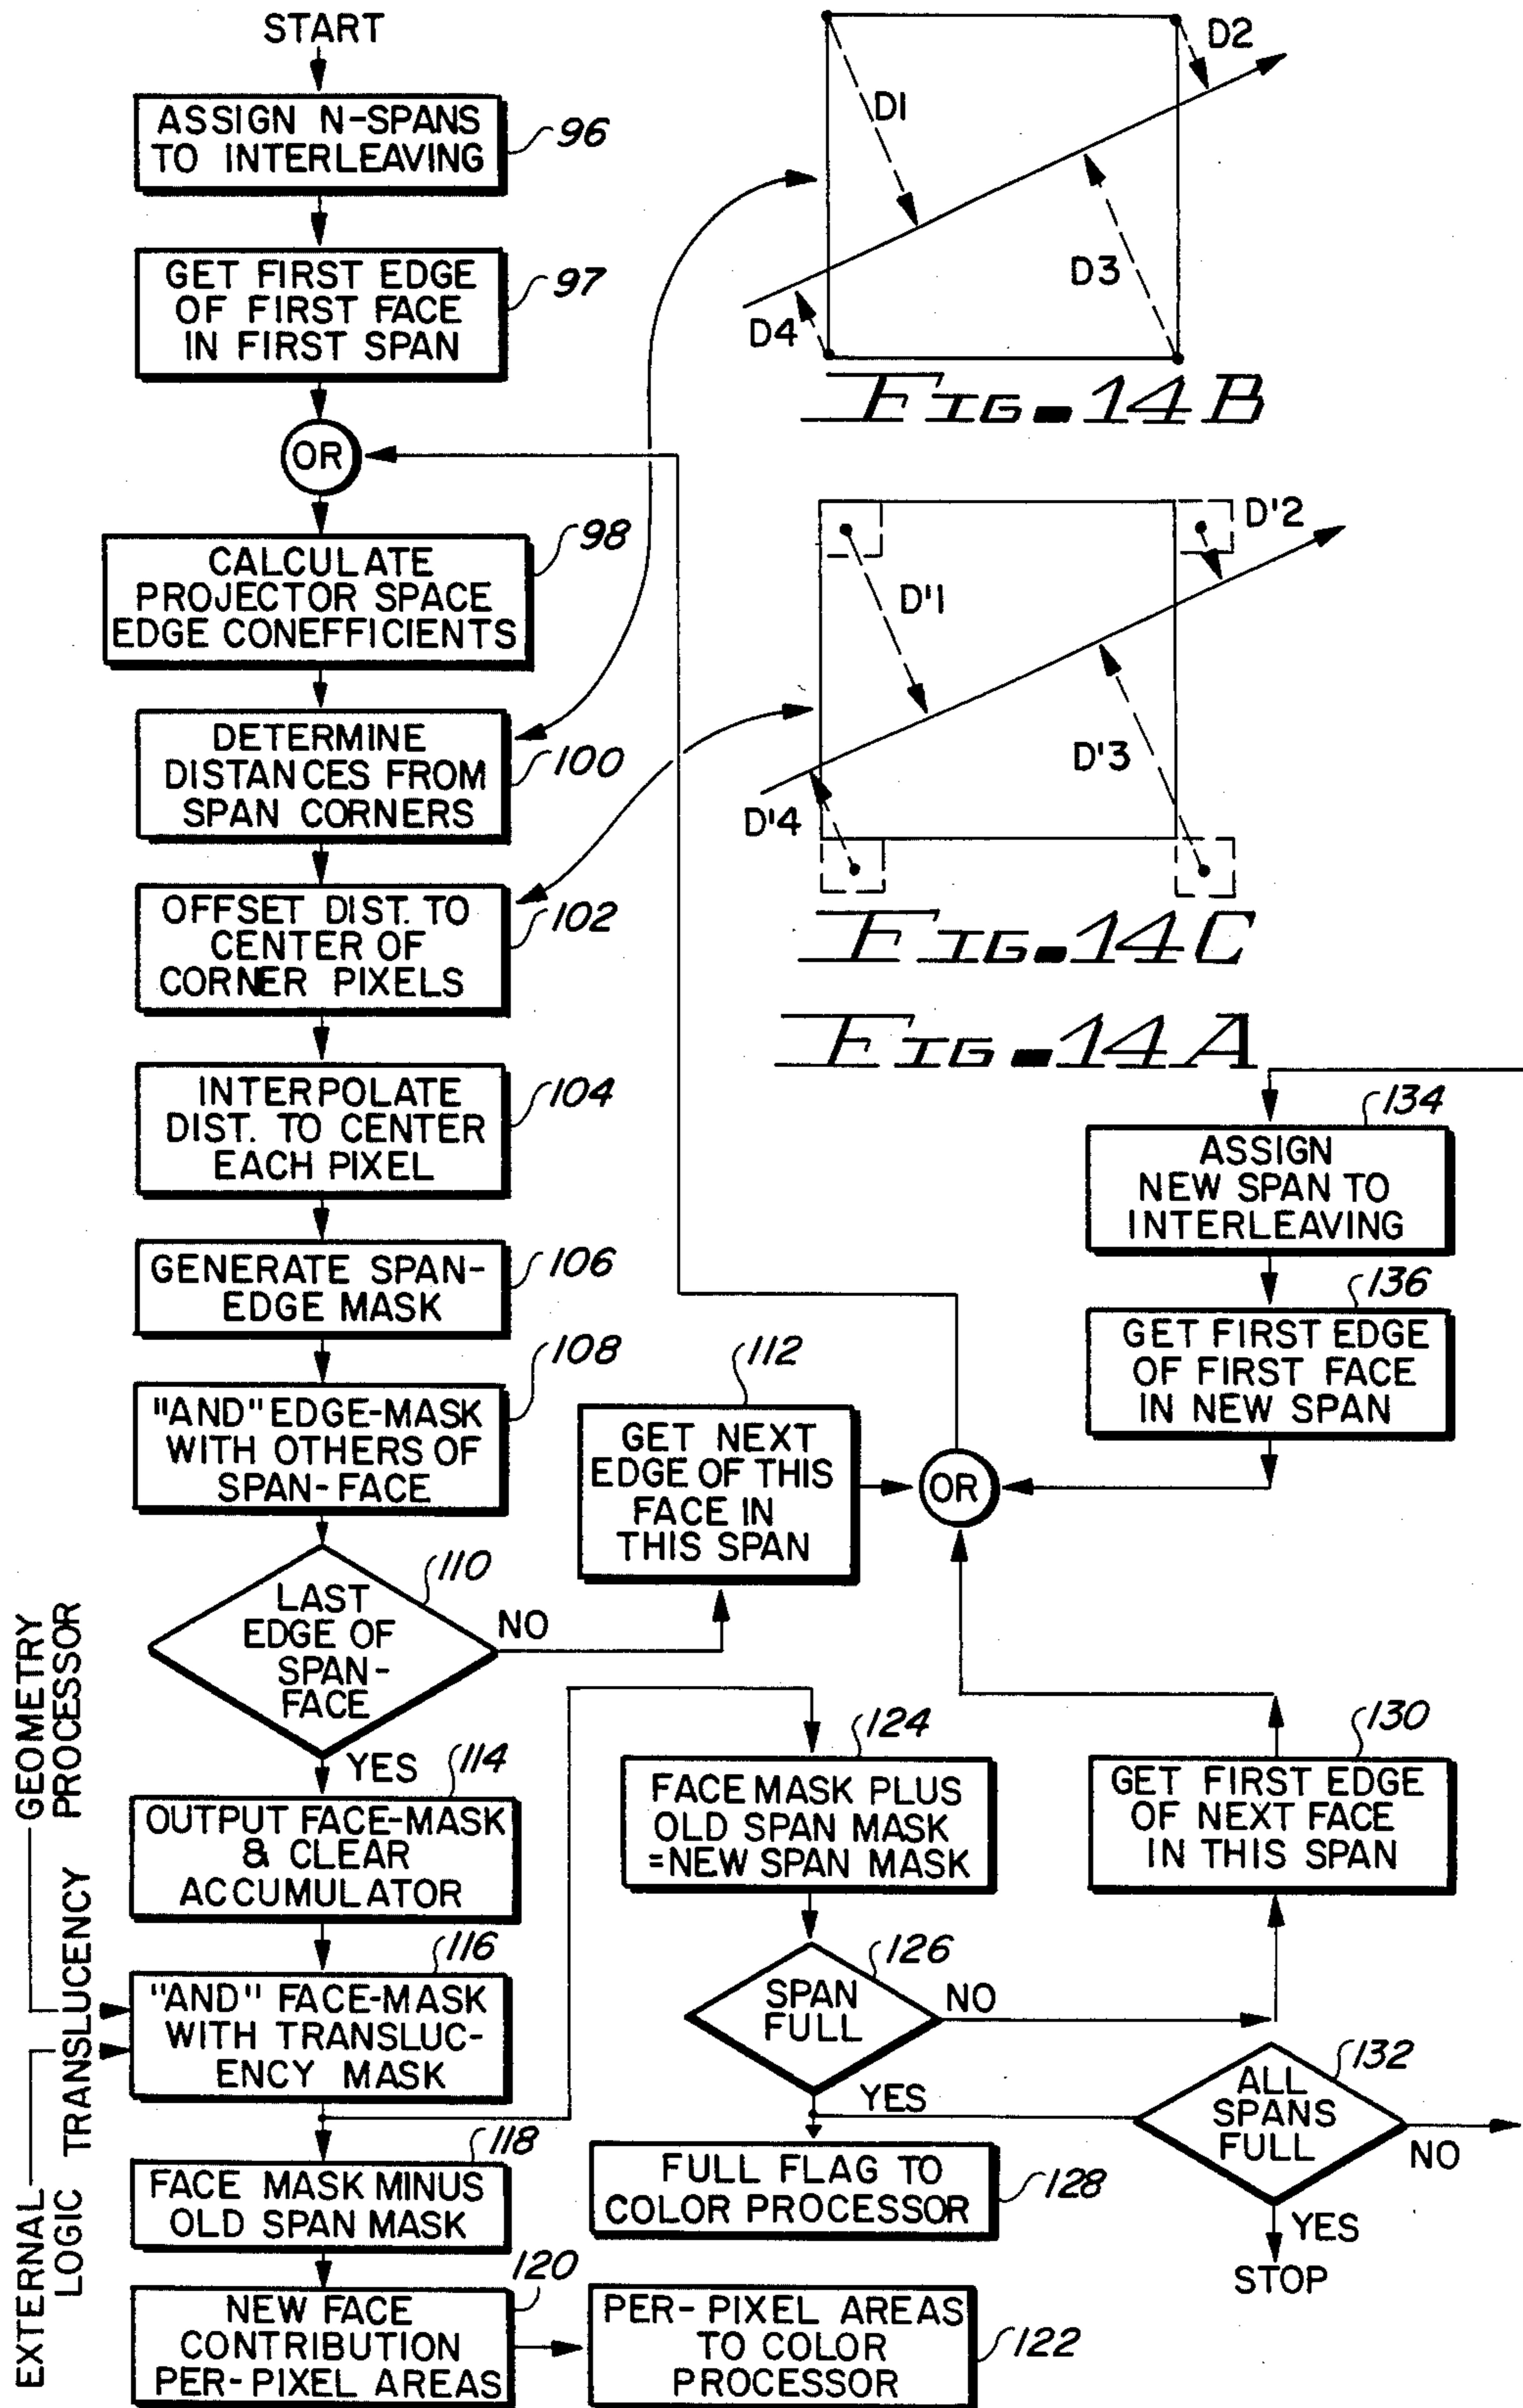 START
ASSIGN N-SPANS
TO INTERLEAVING
96
GET FIRST EDGE
OF FIRST FACE
IN FIRST SPAN
97
OR
CALCULATE
PROJECTOR SPACE
EDGE CONEFFICIENTS
98
DETERMINE
DISTANCES FROM
SPAN CORNERS
100
OFFSET DIST. TO
CENTER OF
CORNER PIXELS
102
INTERPOLATE
DIST. TO CENTER
EACH PIXEL
104
GENERATE SPAN-
EDGE MASK
106
"AND" EDGE-MASK
WITH OTHERS OF
SPAN-FACE
108
LAST
EDGE OF
SPAN-
FACE
110
NO
YES
GET NEXT
EDGE OF THIS
FACE IN
THIS SPAN
112
OR
OUTPUT FACE-MASK
& CLEAR
ACCUMULATOR
114
GEOMETRY
PROCESSOR
EXTERNAL
LOGIC TRANSLUCENCY
"AND" FACE-MASK
WITH TRANSLUC-
ENCY MASK
116
FACE MASK MINUS
OLD SPAN MASK
118
NEW FACE
CONTRIBUTION
PER-PIXEL AREAS
120
PER-PIXEL AREAS
TO COLOR
PROCESSOR
122
FACE MASK PLUS
OLD SPAN MASK
=NEW SPAN MASK
124
SPAN
FULL
126
NO
YES
FULL FLAG TO
COLOR PROCESSOR
128
GET FIRST EDGE
OF NEXT FACE
IN THIS SPAN
130
ALL
SPANS
FULL
132
NO
YES
STOP
ASSIGN
NEW SPAN TO
INTERLEAVING
134
GET FIRST EDGE
OF FIRST FACE
IN NEW SPAN
136
D1
D2
D3
D4
FIG. 14B
D'1
D'2
D'3
D'4
FIG. 14C
FIG. 14A